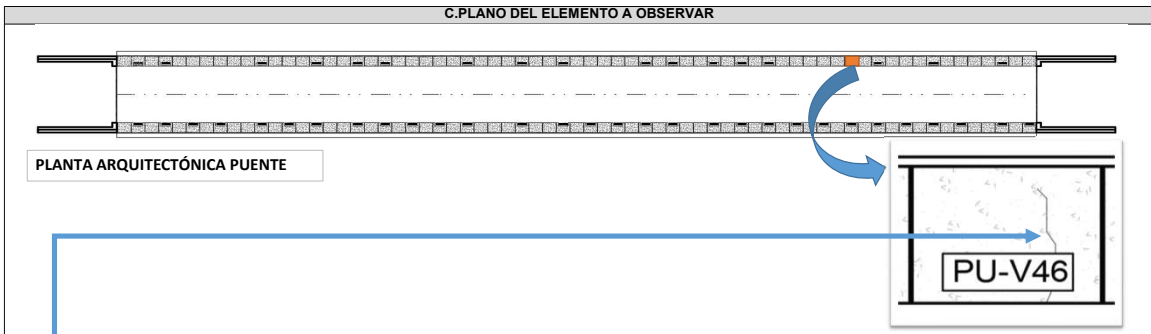 C.PLANO DEL ELEMENTO A OBSERVAR
PLANTA ARQUITECTÓNICA PUENTE
PU-V46